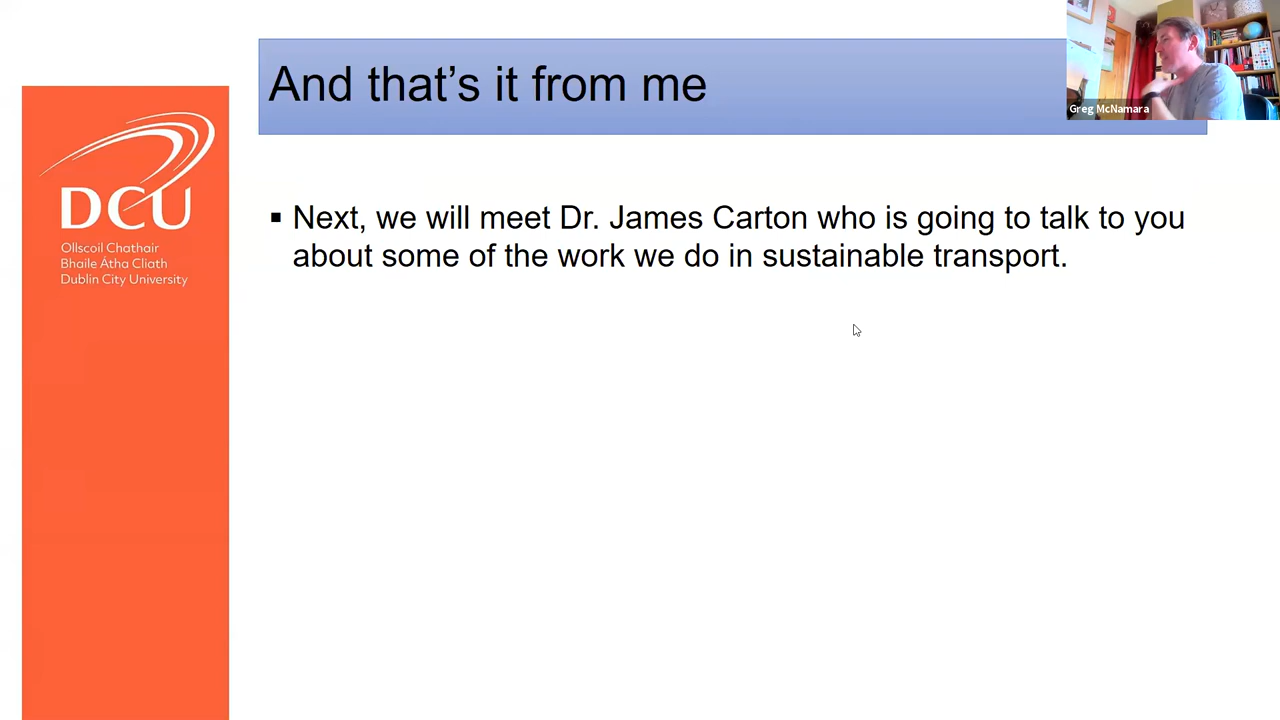 And that's it from me
Greg McNamara
DCU
Ollscoil Chathair
Bhaile Átha Cliath
Dublin City University
▪ Next, we will meet Dr. James Carton who is going to talk to you
about some of the work we do in sustainable transport.